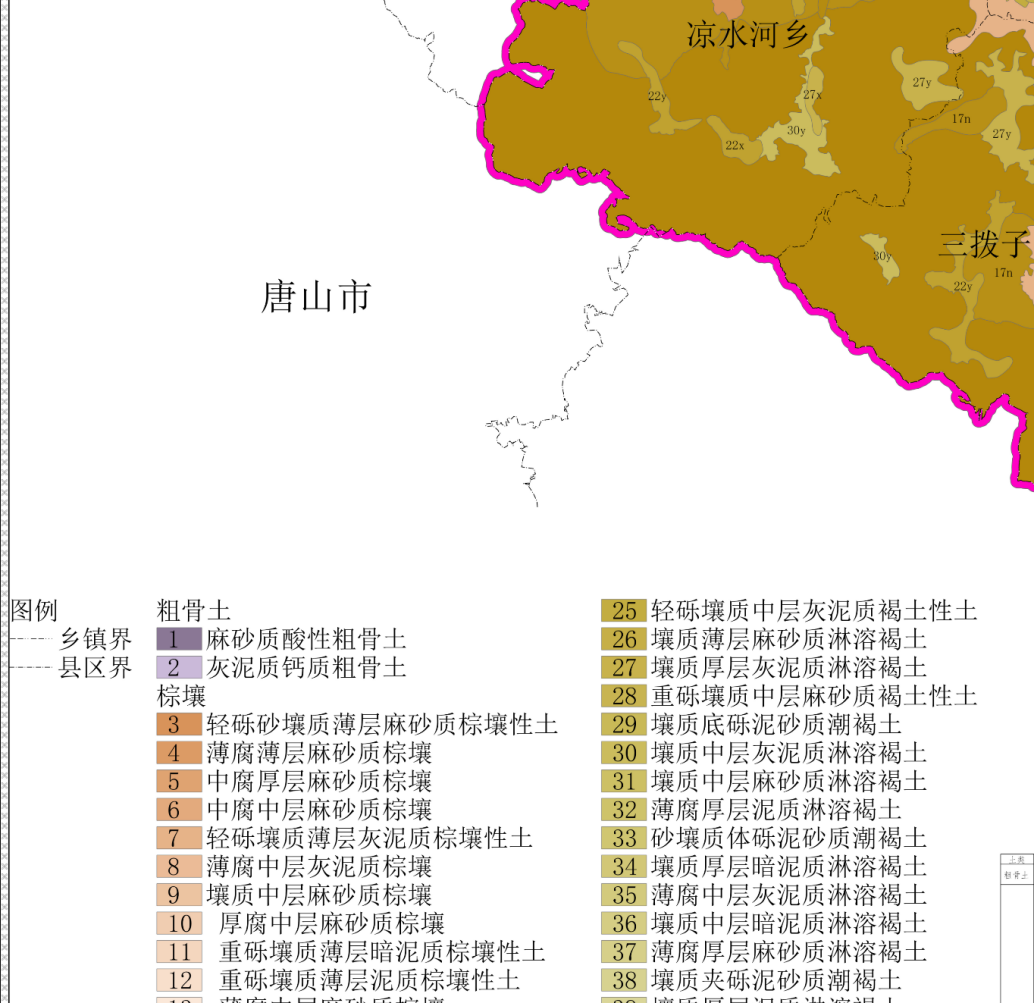 凉水河乡
27y
22y
27x
17n
30y
27y
22x
三拨子
30y
17n
22y
唐山市
图例
乡镇界
县区界
粗骨土
1 麻砂质酸性粗骨土
2 灰泥质钙质粗骨土
棕壤
3 轻砾砂壤质薄层麻砂质棕壤性土
4 薄腐薄层麻砂质棕壤
5 中腐厚层麻砂质棕壤
6 中腐中层麻砂质棕壤
7 轻砾壤质薄层灰泥质棕壤性土
8 薄腐中层灰泥质棕壤
9 壤质中层麻砂质棕壤
10 厚腐中层麻砂质棕壤
11 重砾壤质薄层暗泥质棕壤性土
12 重砾壤质薄层泥质棕壤性土
25 轻砾壤质中层灰泥质褐土性土
26 壤质薄层麻砂质淋溶褐土
27 壤质厚层灰泥质淋溶褐土
28 重砾壤质中层麻砂质褐土性土
29 壤质底砾泥砂质潮褐土
30 壤质中层灰泥质淋溶褐土
31 壤质中层麻砂质淋溶褐土
32 薄腐厚层泥质淋溶褐土
33 砂壤质体砾泥砂质潮褐土
34 壤质厚层暗泥质淋溶褐土
35 薄腐中层灰泥质淋溶褐土
36 壤质中层暗泥质淋溶褐土
37 薄腐厚层麻砂质淋溶褐土
38 壤质夹砾泥砂质潮褐土
粗骨土